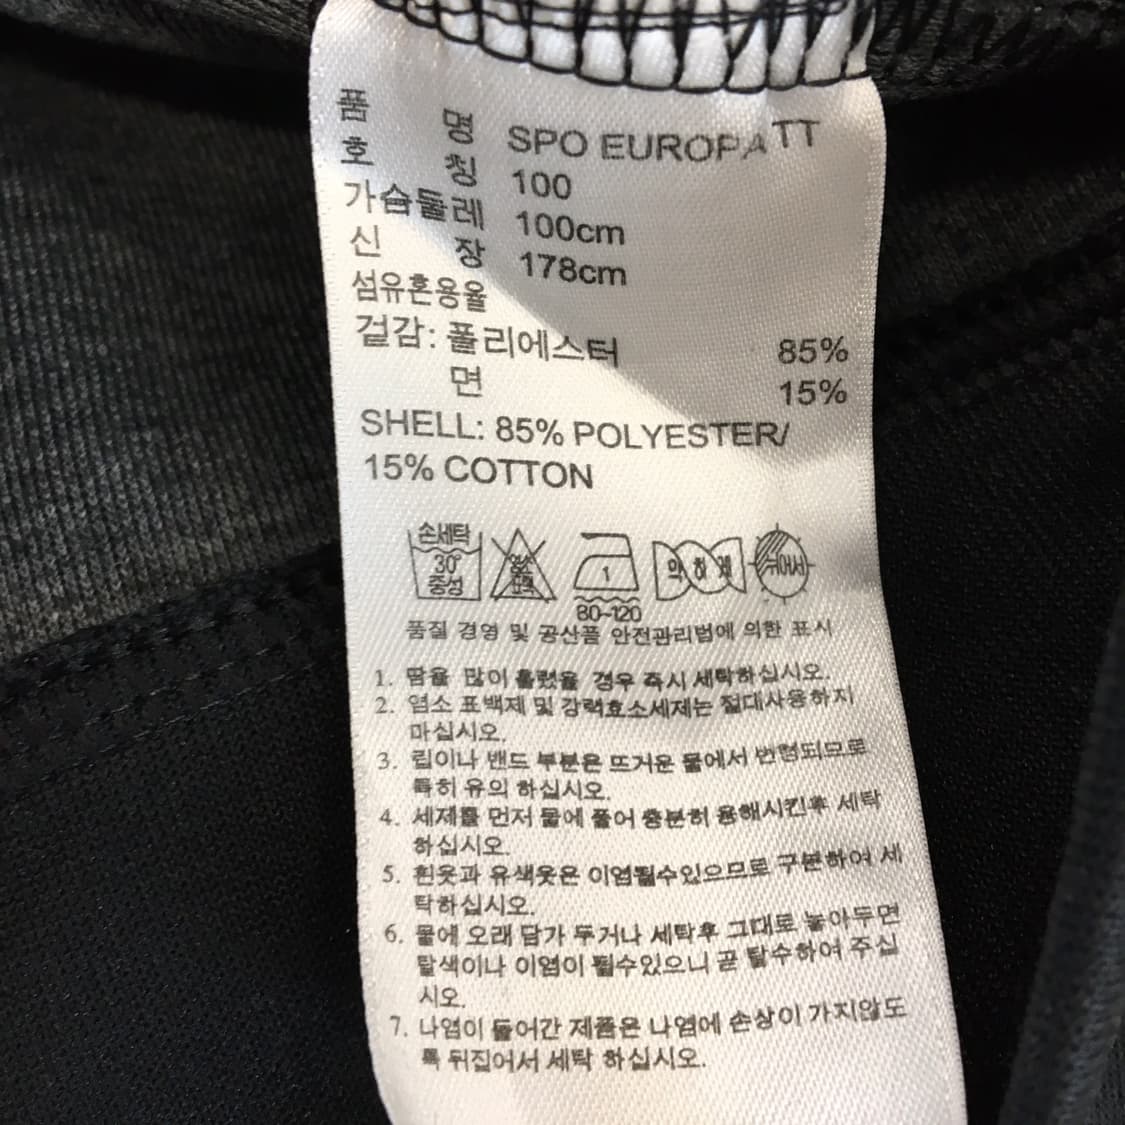 품 명 SPO EUROPA TT
호 칭 100
가슴둘레 100cm
신 장 178cm
섬유혼용율
겉감: 폴리에스터 85%
면 15%
SHELL: 85% POLYESTER/
15% COTTON
손세탁
30°
중성
염소
표백
1
80~120
약 하 게
뉘어서
품질 경영 및 공산품 안전관리법에 의한 표시
1. 땀을 많이 흘렸을 경우 즉시 세탁하십시오.
2. 염소 표백제 및 강력효소세제는 절대사용하지
마십시오.
3. 립이나 밴드 부분은 뜨거운 물에서 변형되므로
특히 유의 하십시오.
4. 세제를 먼저 물에 풀어 충분히 용해시킨후 세탁
하십시오.
5. 흰옷과 유색옷은 이염될수있으므로 구분하여 세
탁하십시오.
6. 물에 오래 담가 두거나 세탁후 그대로 놓아두면
탈색이나 이염이 될수있으니 곧 탈수하여 주십
시오.
7. 나염이 들어간 제품은 나염에 손상이 가지않도
록 뒤집어서 세탁 하십시오.